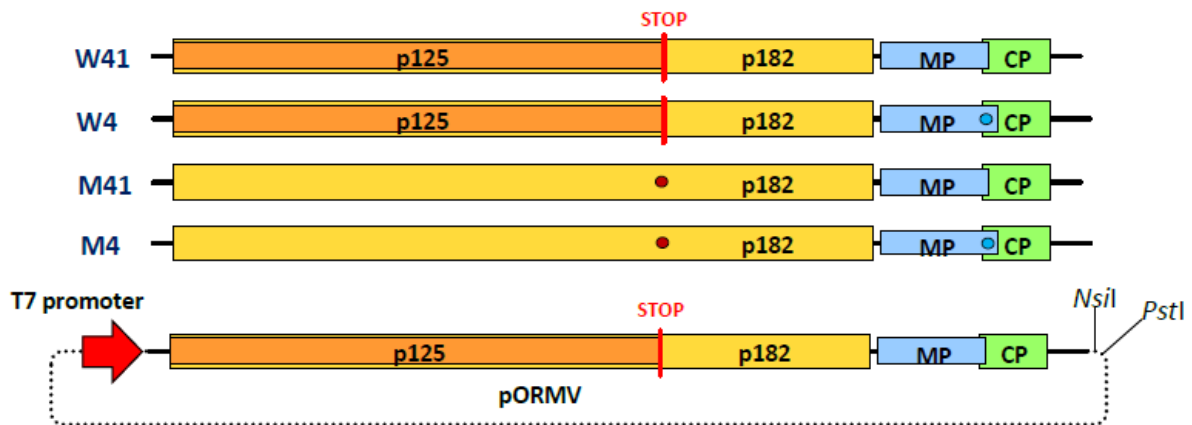 STOP
W41 p125 p182 MP CP
W4 p125 p182 MP CP
M41 p182 MP CP
M4 p182 MP CP
T7 promoter STOP NsiI PstI
p125 p182 MP CP
pORMV